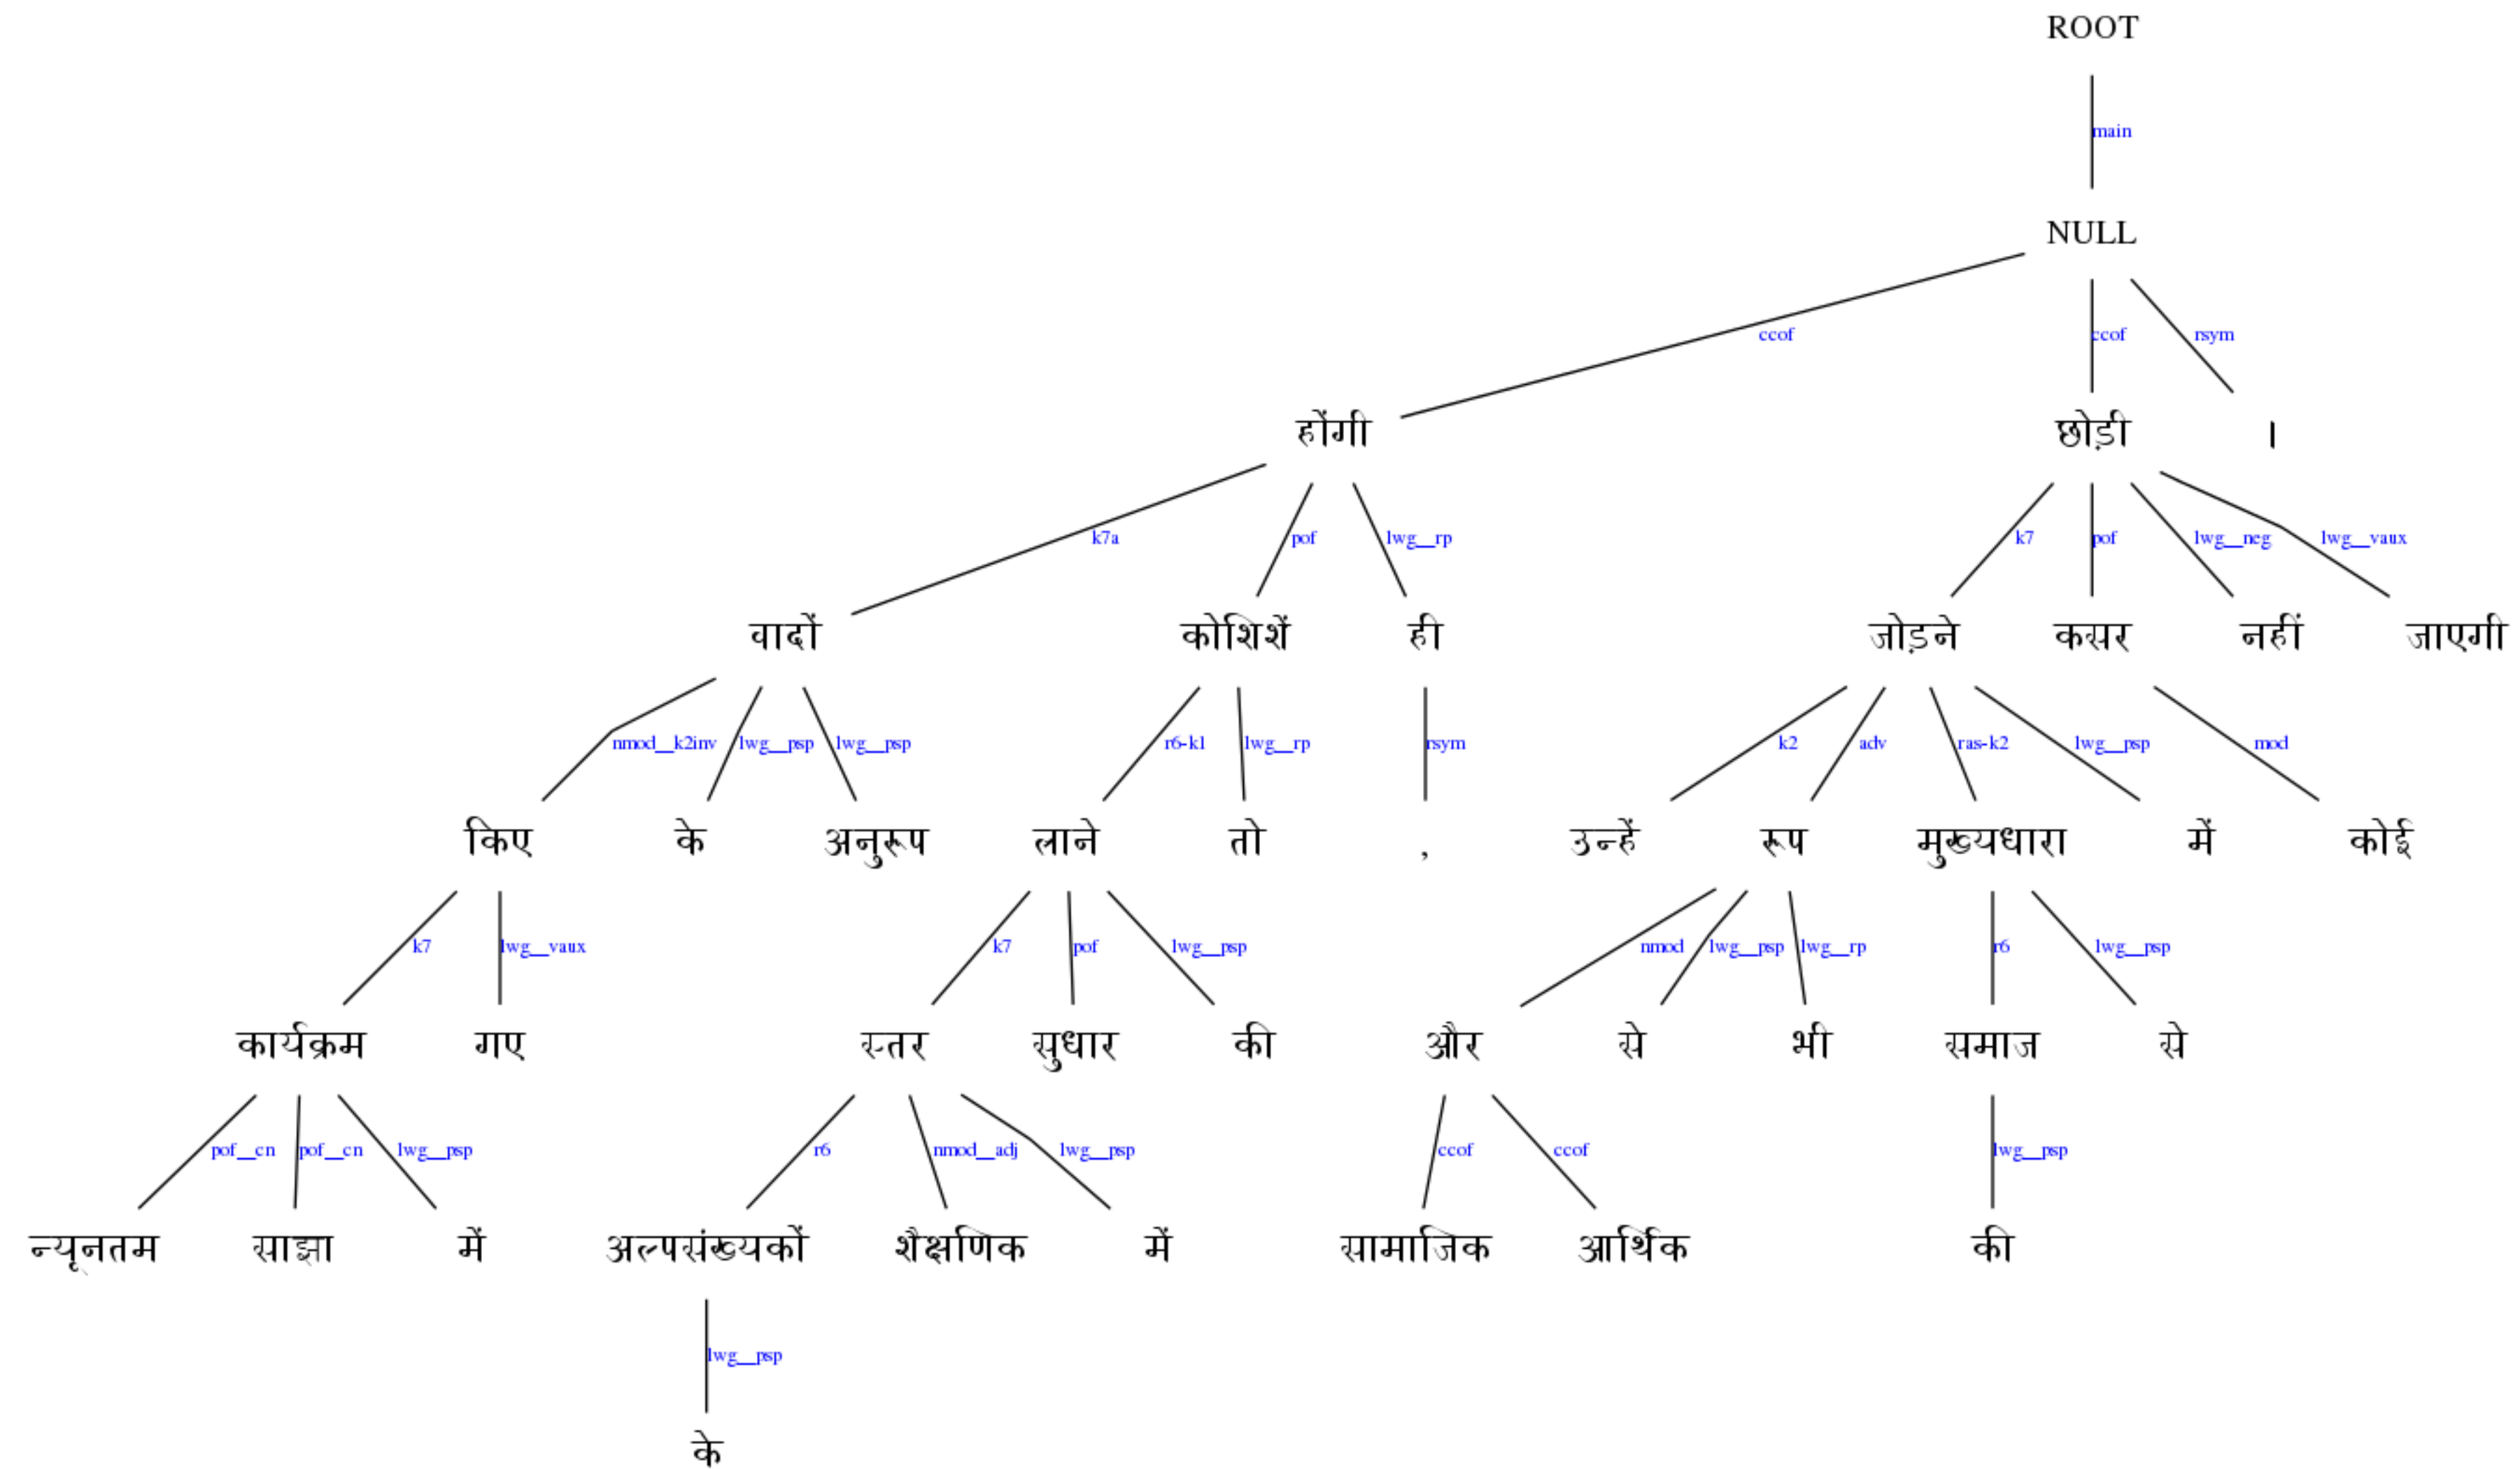 ROOT
main
NULL
ccof ccof rsym
होंगी छोड़ी ।
k7a pof lwg__rp k7 pof lwg__neg lwg__vaux
वादों कोशिशें ही जोड़ने कसर नहीं जाएगी
nmod__k2inv lwg__psp lwg__psp r6-k1 lwg__rp rsym k2 adv ras-k2 lwg__psp mod
किए के अनुरूप लाने तो , उन्हें रूप मुख्यधारा में कोई
k7 lwg__vaux k7 pof lwg__psp nmod lwg__psp lwg__rp r6 lwg__psp
कार्यक्रम गए स्तर सुधार की और से भी समाज से
pof__cn pof__cn lwg__psp r6 nmod__adj lwg__psp ccof ccof lwg__psp
न्यूनतम साझा में अल्पसंख्यकों शैक्षणिक में सामाजिक आर्थिक की
lwg__psp
के